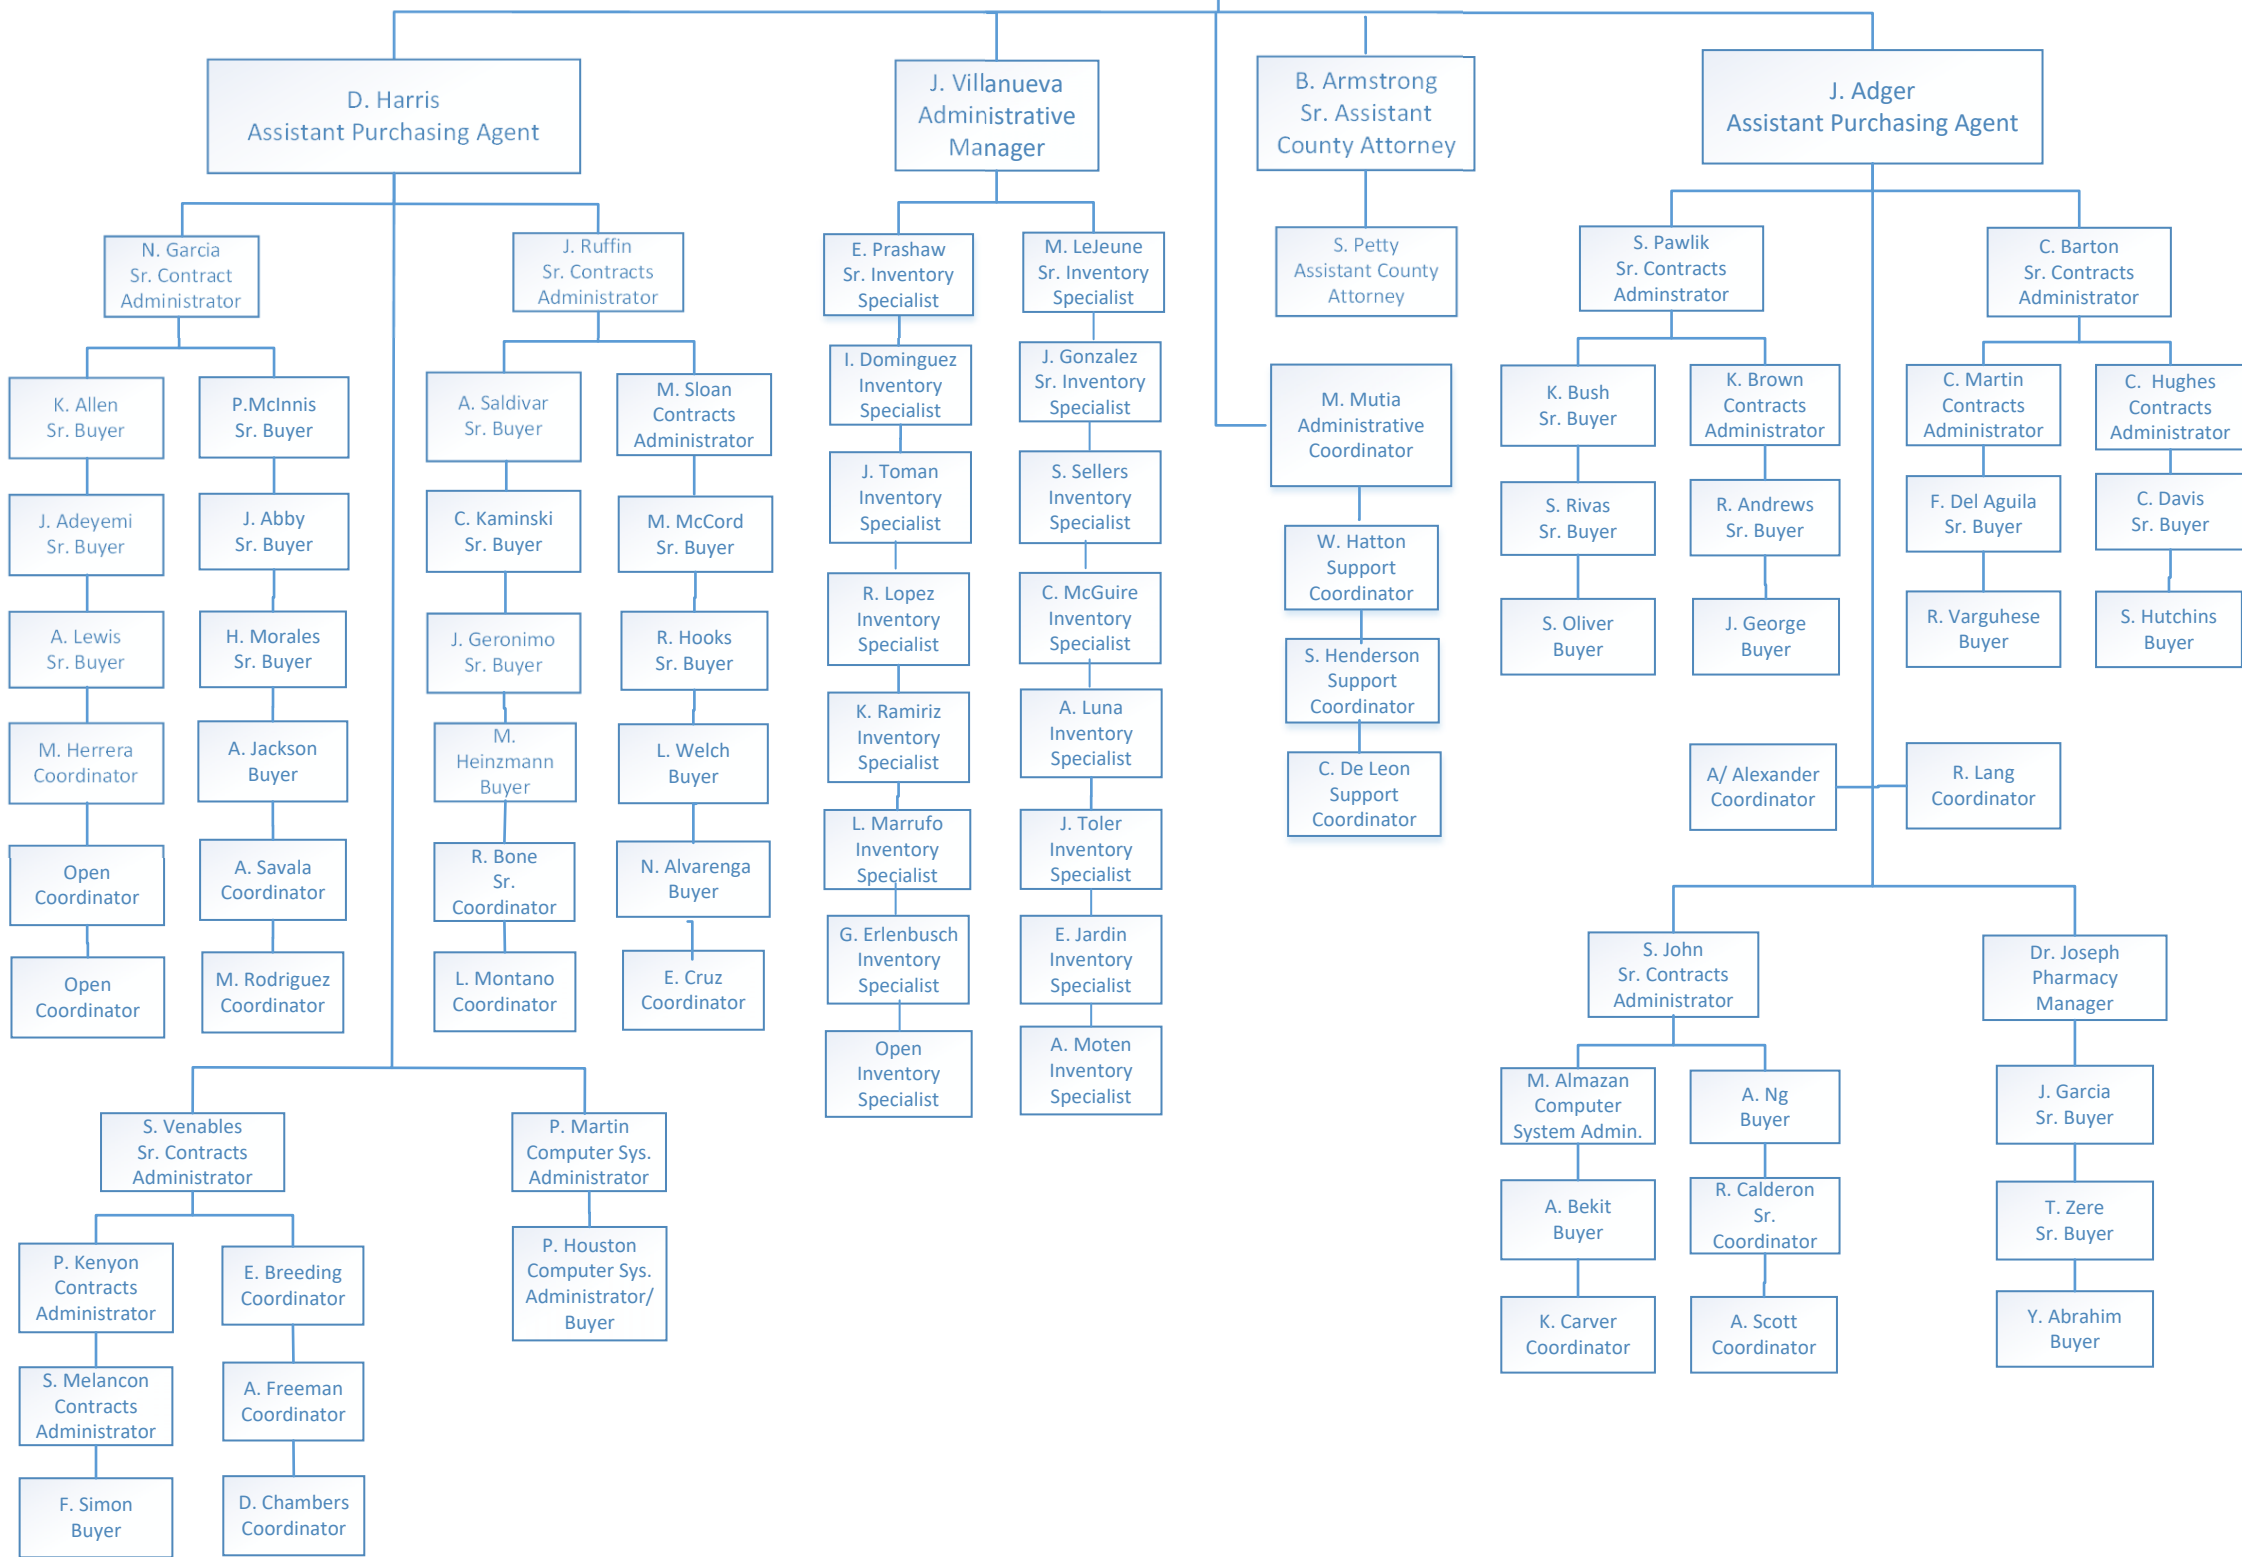 D. Harris
Assistant Purchasing Agent
J. Villanueva
Administrative
Manager
B. Armstrong
Sr. Assistant
County Attorney
J. Adger
Assistant Purchasing Agent
N. Garcia
Sr. Contract
Administrator
J. Ruffin
Sr. Contracts
Administrator
E. Prashaw
Sr. Inventory
Specialist
M. LeJeune
Sr. Inventory
Specialist
S. Petty
Assistant County
Attorney
S. Pawlik
Sr. Contracts
Adminstrator
C. Barton
Sr. Contracts
Administrator
K. Allen
Sr. Buyer
P.McInnis
Sr. Buyer
A. Saldivar
Sr. Buyer
M. Sloan
Contracts
Administrator
I. Dominguez
Inventory
Specialist
J. Gonzalez
Sr. Inventory
Specialist
M. Mutia
Administrative
Coordinator
K. Bush
Sr. Buyer
K. Brown
Contracts
Administrator
C. Martin
Contracts
Administrator
C. Hughes
Contracts
Administrator
J. Adeyemi
Sr. Buyer
J. Abby
Sr. Buyer
C. Kaminski
Sr. Buyer
M. McCord
Sr. Buyer
J. Toman
Inventory
Specialist
S. Sellers
Inventory
Specialist
W. Hatton
Support
Coordinator
S. Rivas
Sr. Buyer
R. Andrews
Sr. Buyer
F. Del Aguila
Sr. Buyer
C. Davis
Sr. Buyer
A. Lewis
Sr. Buyer
H. Morales
Sr. Buyer
J. Geronimo
Sr. Buyer
R. Hooks
Sr. Buyer
R. Lopez
Inventory
Specialist
C. McGuire
Inventory
Specialist
S. Henderson
Support
Coordinator
S. Oliver
Buyer
J. George
Buyer
R. Varguhese
Buyer
S. Hutchins
Buyer
M. Herrera
Coordinator
A. Jackson
Buyer
M.
Heinzmann
Buyer
L. Welch
Buyer
K. Ramiriz
Inventory
Specialist
A. Luna
Inventory
Specialist
C. De Leon
Support
Coordinator
A/ Alexander
Coordinator
R. Lang
Coordinator
Open
Coordinator
A. Savala
Coordinator
R. Bone
Sr.
Coordinator
N. Alvarenga
Buyer
L. Marrufo
Inventory
Specialist
J. Toler
Inventory
Specialist
Open
Coordinator
M. Rodriguez
Coordinator
L. Montano
Coordinator
E. Cruz
Coordinator
G. Erlenbusch
Inventory
Specialist
E. Jardin
Inventory
Specialist
S. John
Sr. Contracts
Administrator
Dr. Joseph
Pharmacy
Manager
Open
Inventory
Specialist
A. Moten
Inventory
Specialist
S. Venables
Sr. Contracts
Administrator
P. Martin
Computer Sys.
Administrator
M. Almazan
Computer
System Admin.
A. Ng
Buyer
J. Garcia
Sr. Buyer
P. Kenyon
Contracts
Administrator
E. Breeding
Coordinator
P. Houston
Computer Sys.
Administrator/
Buyer
A. Bekit
Buyer
R. Calderon
Sr.
Coordinator
T. Zere
Sr. Buyer
S. Melancon
Contracts
Administrator
A. Freeman
Coordinator
K. Carver
Coordinator
A. Scott
Coordinator
Y. Abrahim
Buyer
F. Simon
Buyer
D. Chambers
Coordinator